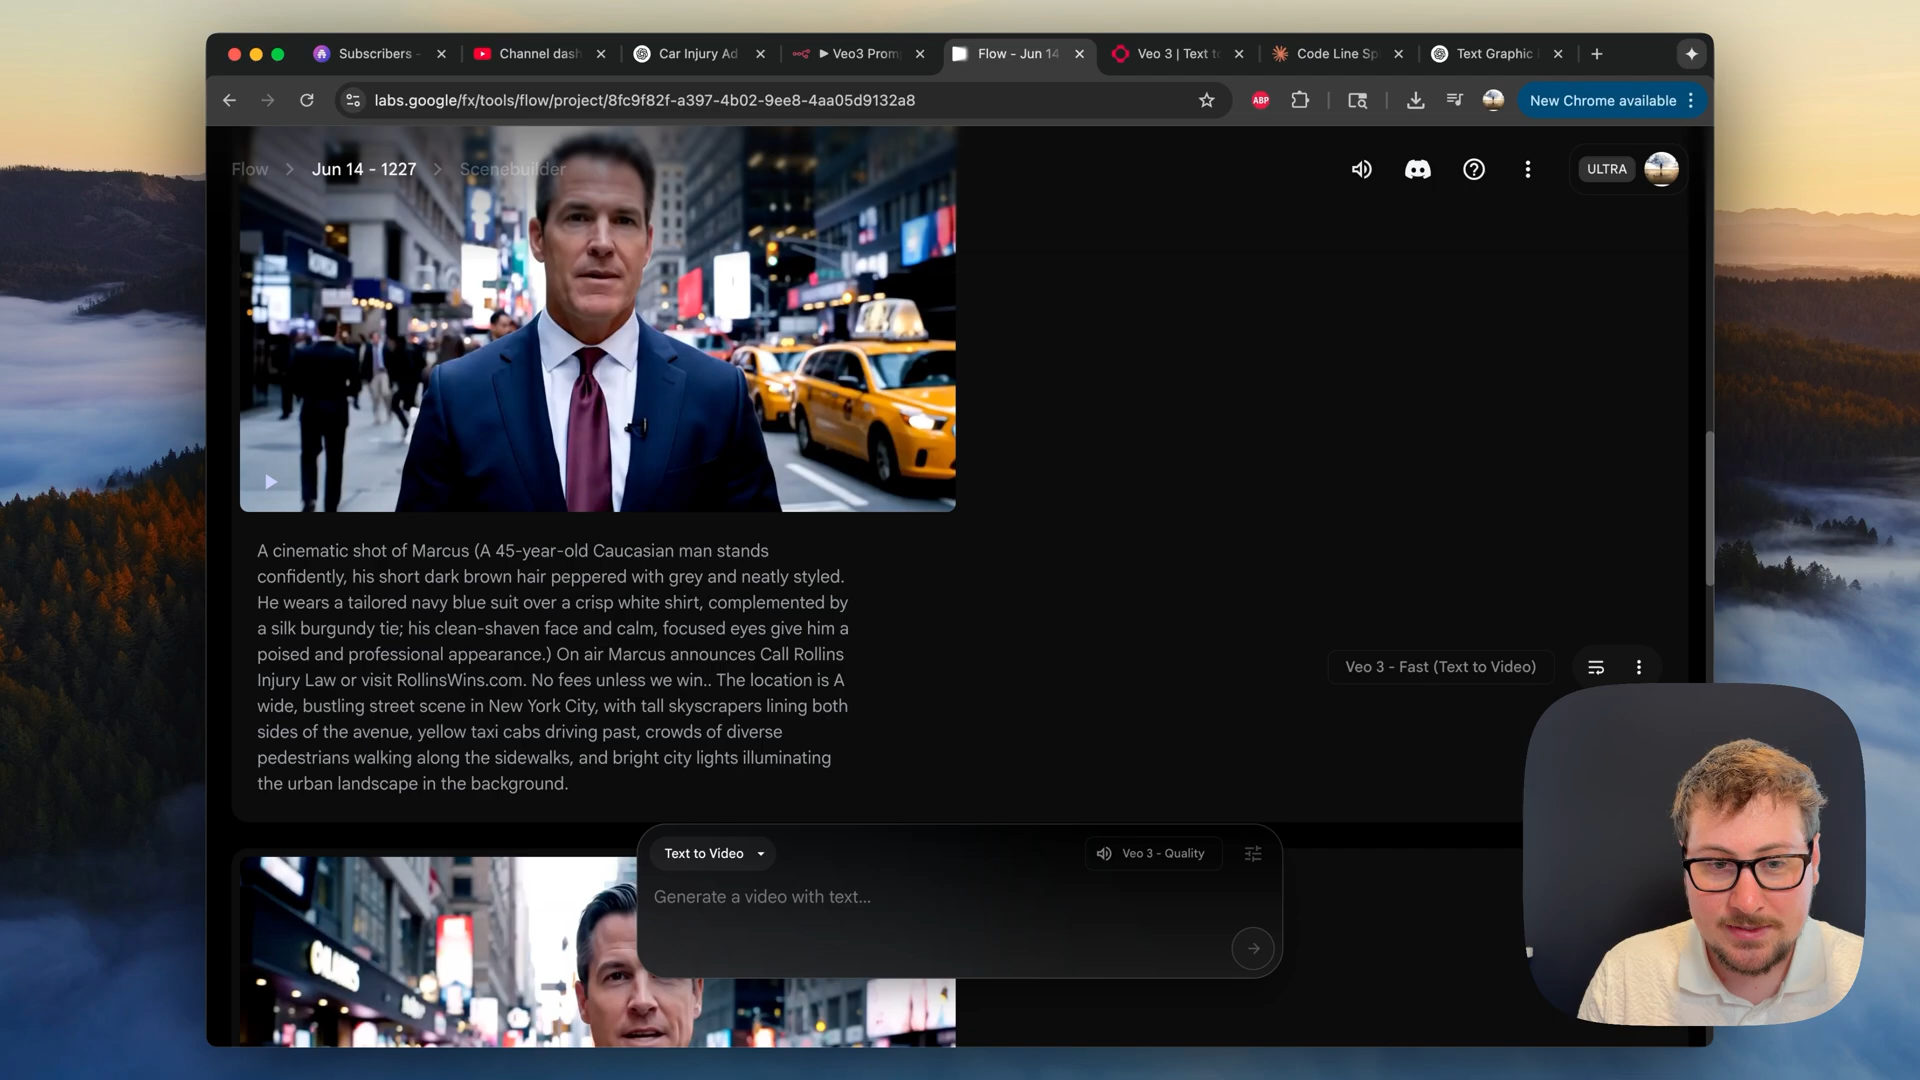 Subscribers -
Channel dash
Car Injury Ad
Veo3 Prom
Flow - Jun 14
Veo 3 | Text t
Code Line Sp
Text Graphic
labs.google/fx/tools/flow/project/8fc9f82f-a397-4b02-9ee8-4aa05d9132a8
ABP
New Chrome available
Flow
Jun 14 - 1227
Scenebuilder
ULTRA
A cinematic shot of Marcus (A 45-year-old Caucasian man stands
confidently, his short dark brown hair peppered with grey and neatly styled.
He wears a tailored navy blue suit over a crisp white shirt, complemented by
a silk burgundy tie; his clean-shaven face and calm, focused eyes give him a
poised and professional appearance.) On air Marcus announces Call Rollins
Injury Law or visit RollinsWins.com. No fees unless we win.. The location is A
wide, bustling street scene in New York City, with tall skyscrapers lining both
sides of the avenue, yellow taxi cabs driving past, crowds of diverse
pedestrians walking along the sidewalks, and bright city lights illuminating
the urban landscape in the background.
Veo 3 - Fast (Text to Video)
Text to Video
Veo 3 - Quality
Generate a video with text...